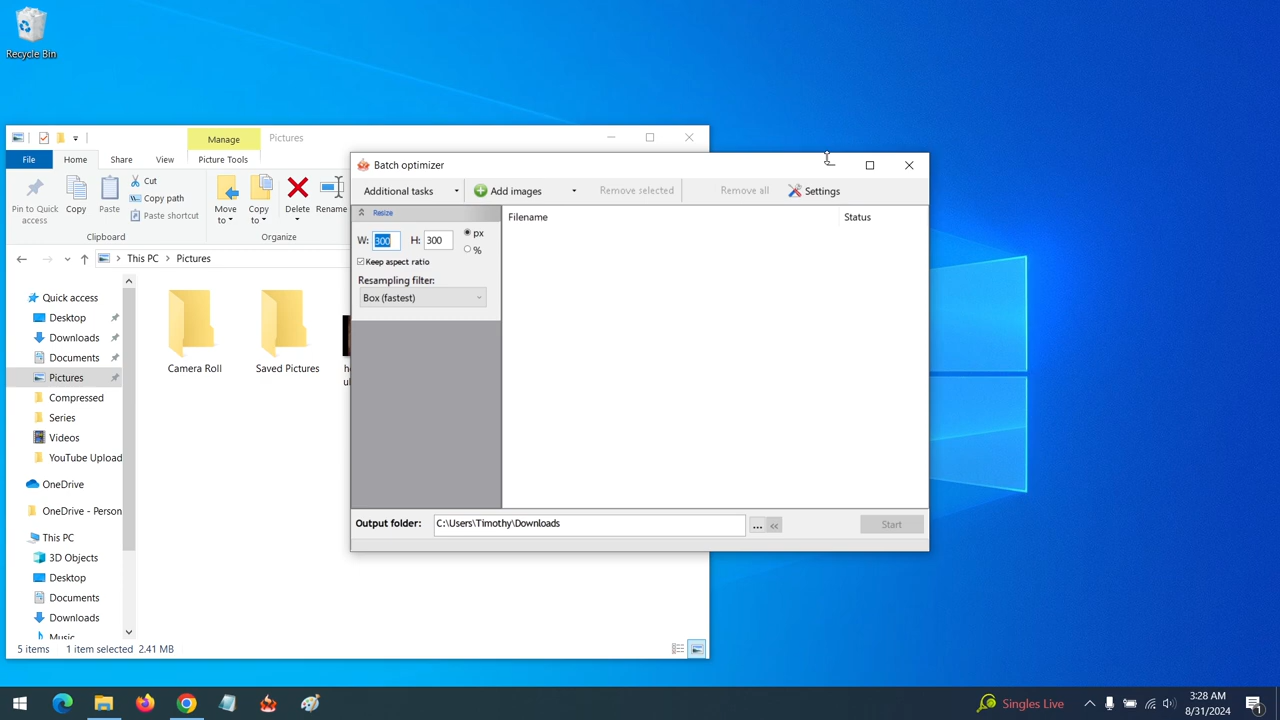 Recycle Bin
Manage
Pictures
File
Home
Share
View
Picture Tools
Pin to Quick access
Copy
Paste
Cut
Copy path
Paste shortcut
Clipboard
Move to
Copy to
Delete
Rename
Organize
This PC
Pictures
Quick access
Desktop
Downloads
Documents
Pictures
Compressed
Series
Videos
YouTube Upload
OneDrive
OneDrive - Person
This PC
3D Objects
Desktop
Documents
Downloads
Music
Camera Roll
Saved Pictures
5 items
1 item selected 2.41 MB
Batch optimizer
Additional tasks
Add images
Remove selected
Remove all
Settings
Resize
W: 300 H: 300
px
%
Keep aspect ratio
Resampling filter:
Box (fastest)
Filename
Status
Output folder:
C:\Users\Timothy\Downloads
...
<<
Start
Singles Live
3:28 AM
8/31/2024
1